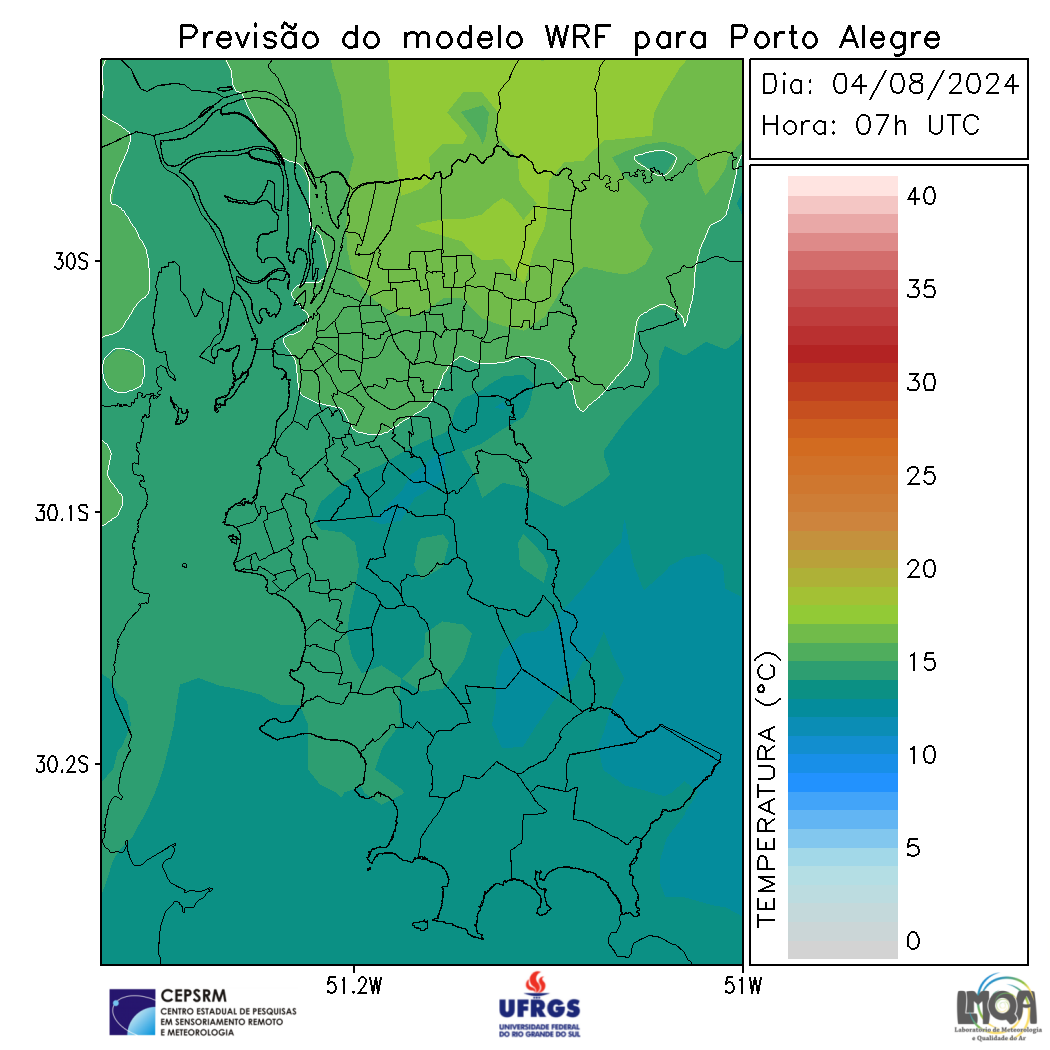 Previsão do modelo WRF para Porto Alegre
Dia: 04/08/2024
Hora: 07h UTC
40
35
30
25
20
15
10
5
0
TEMPERATURA (°C)
30S
30.1S
30.2S
51.2W
51W
CEPSRM
CENTRO ESTADUAL DE PESQUISAS
EM SENSORIAMENTO REMOTO
E METEOROLOGIA
UFRGS
UNIVERSIDADE FEDERAL
DO RIO GRANDE DO SUL
LMQA
Laboratório de Meteorologia
e Qualidade do Ar